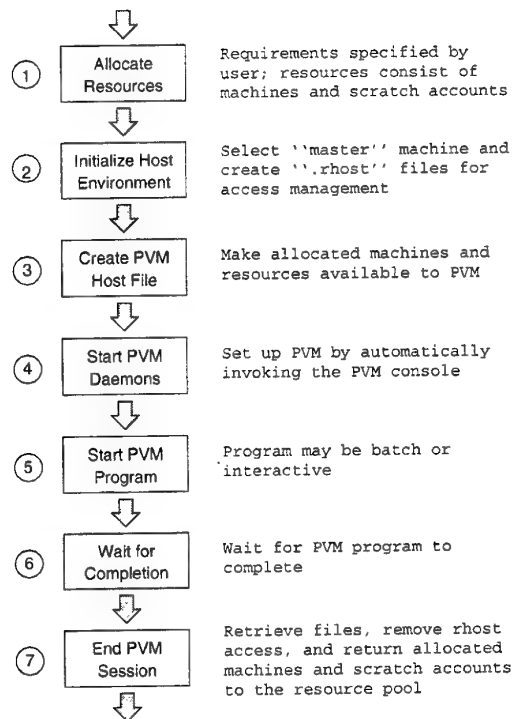 1
Allocate
Resources
Requirements specified by
user; resources consist of
machines and scratch accounts
2
Initialize Host
Environment
Select ''master'' machine and
create ''.rhost'' files for
access management
3
Create PVM
Host File
Make allocated machines and
resources available to PVM
4
Start PVM
Daemons
Set up PVM by automatically
invoking the PVM console
5
Start PVM
Program
Program may be batch or
interactive
6
Wait for
Completion
Wait for PVM program to
complete
7
End PVM
Session
Retrieve files, remove rhost
access, and return allocated
machines and scratch accounts
to the resource pool